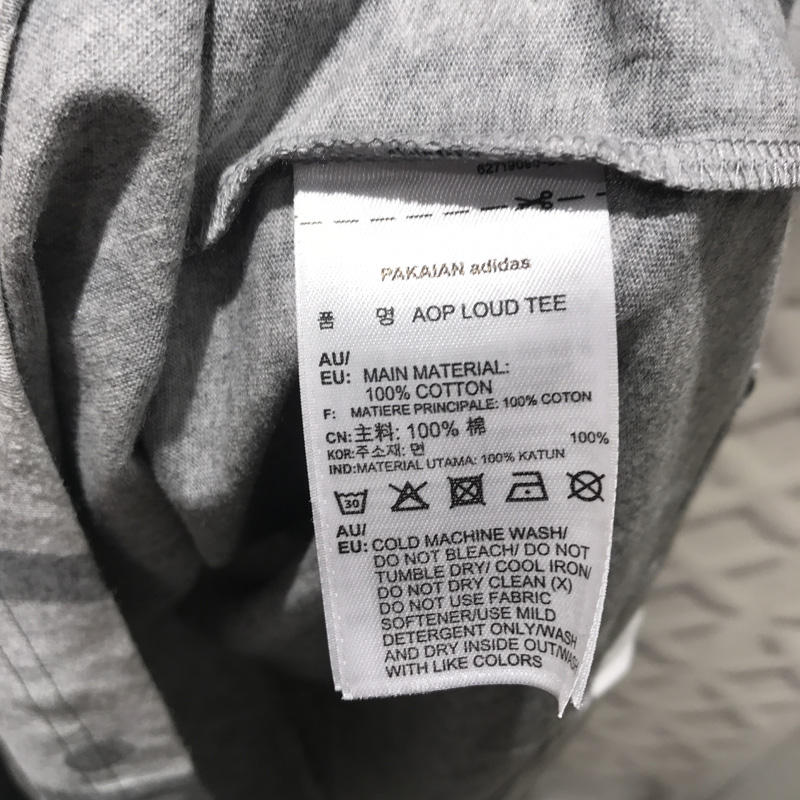 PAKAIAN adidas
품 명 AOP LOUD TEE
AU/
EU: MAIN MATERIAL:
100% COTTON
F: MATIERE PRINCIPALE: 100% COTON
CN:主料: 100% 棉
KOR:주소재: 면 100%
IND:MATERIAL UTAMA: 100% KATUN
30
AU/
EU: COLD MACHINE WASH/
DO NOT BLEACH/ DO NOT
TUMBLE DRY/ COOL IRON/
DO NOT DRY CLEAN (X)
DO NOT USE FABRIC
SOFTENER/USE MILD
DETERGENT ONLY/WASH
AND DRY INSIDE OUT/WASH
WITH LIKE COLORS